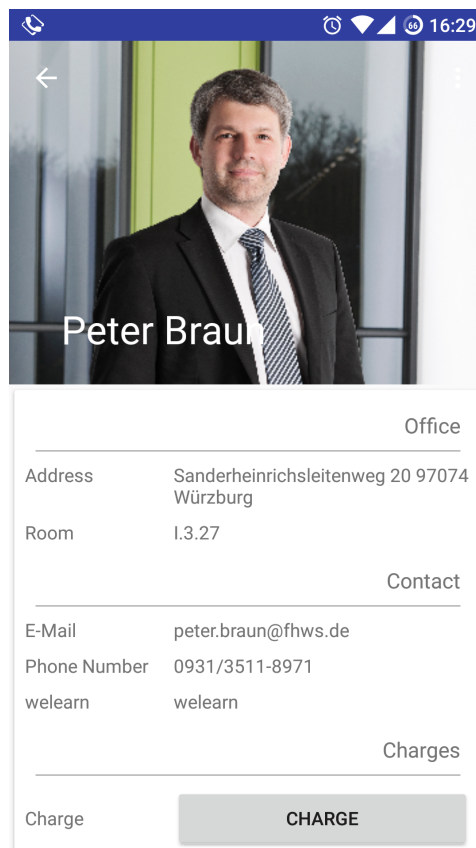 66 16:29
Peter Braun
Office
Address Sanderheinrichsleitenweg 20 97074
Würzburg
Room I.3.27
Contact
E-Mail peter.braun@fhws.de
Phone Number 0931/3511-8971
welearn welearn
Charges
Charge CHARGE